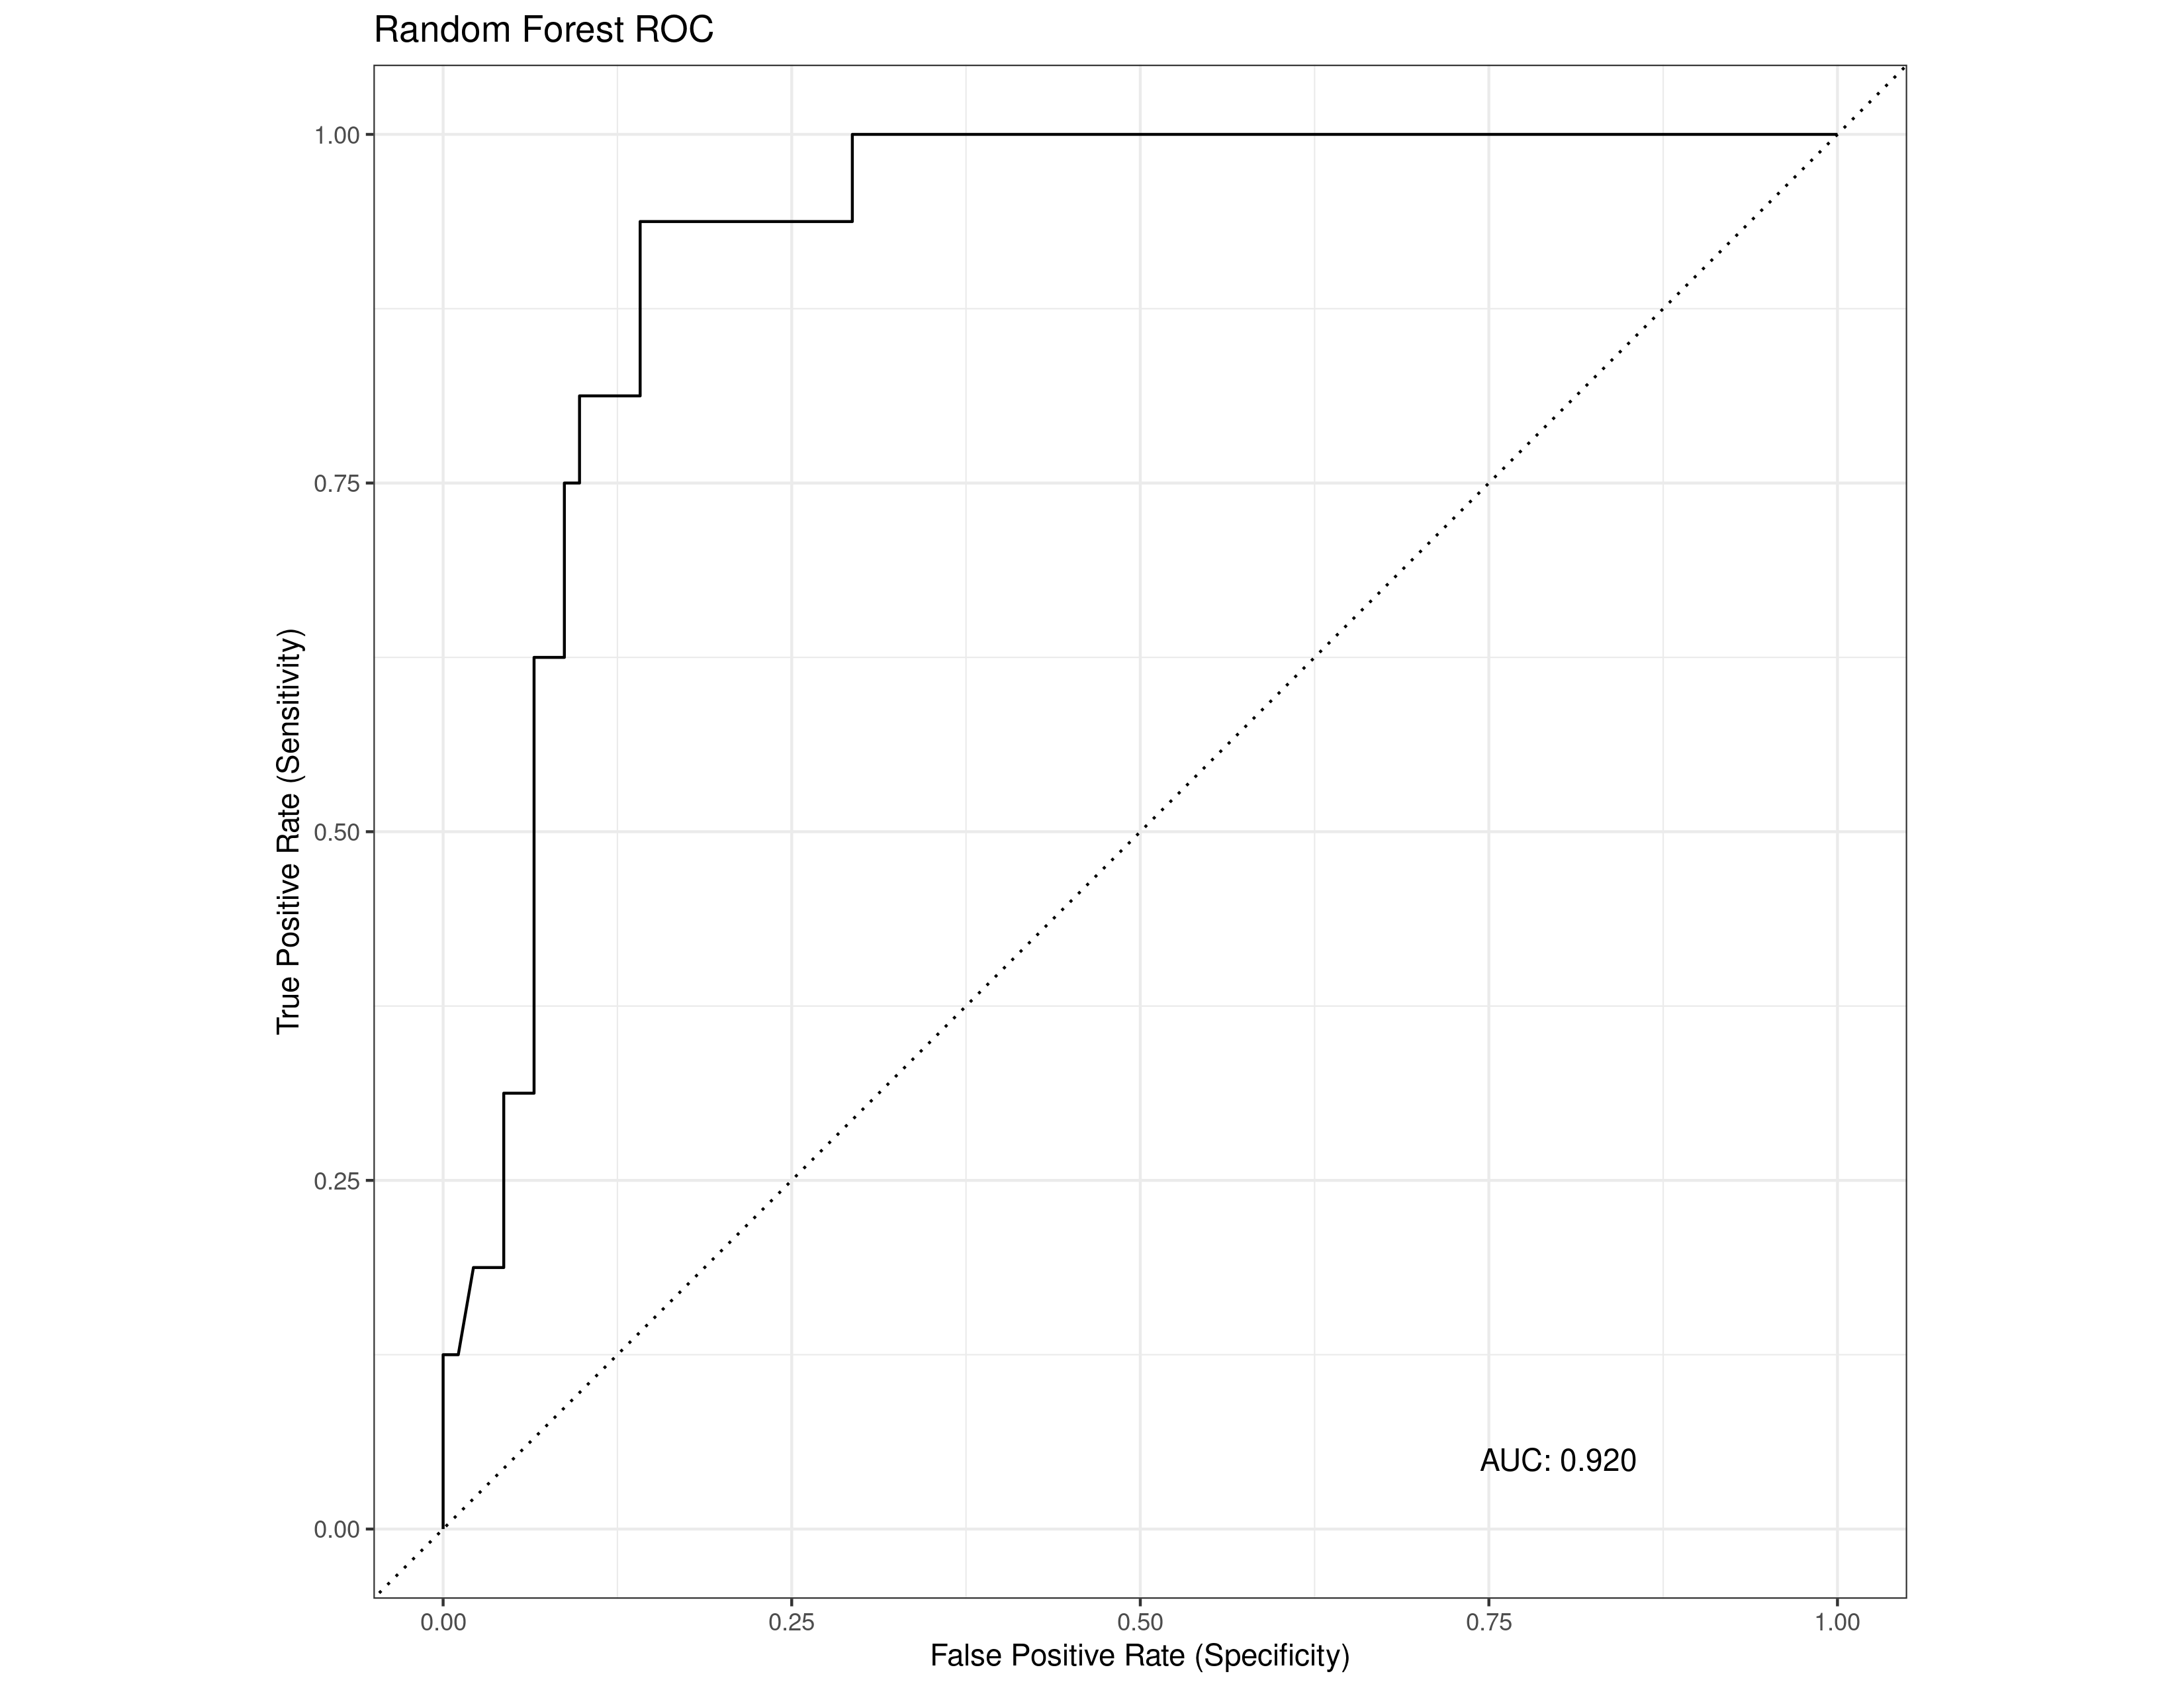 Random Forest ROC
1.00
0.75
0.50
0.25
0.00
True Positive Rate (Sensitivity)
AUC: 0.920
0.00 0.25 0.50 0.75 1.00
False Positive Rate (Specificity)